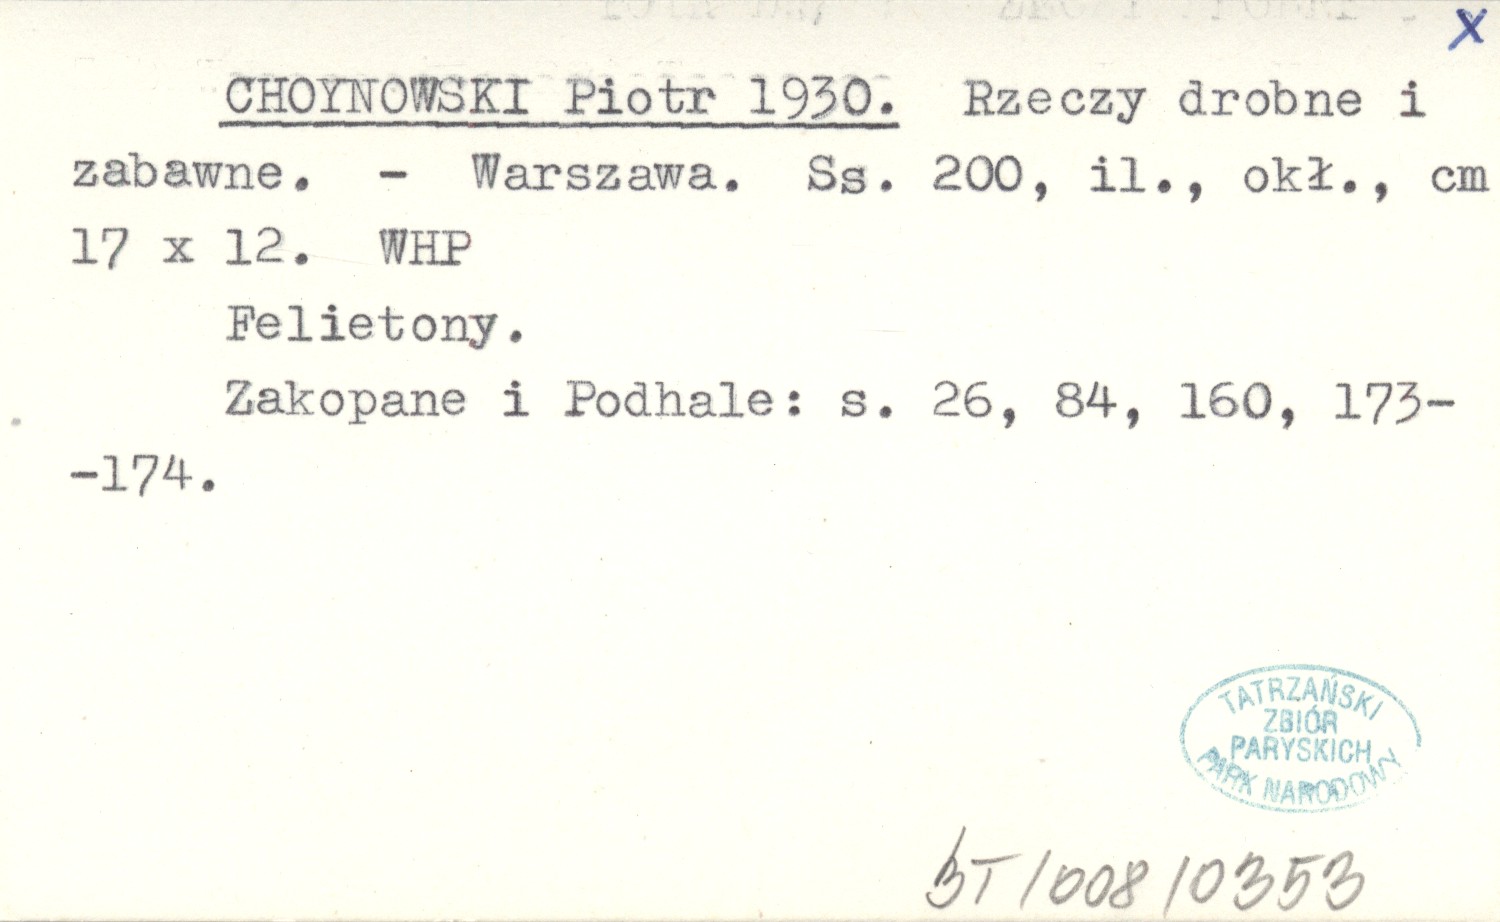 x
CHOYNOWSKI Piotr 1930. Rzeczy drobne i
zabawne. - Warszawa. Ss. 200, il., okł., cm
17 x 12. WHP
Felietony.
Zakopane i Podhale: s. 26, 84, 160, 173-
-174.
TATRZAŃSKI
ZBIÓR
PARYSKICH
PARK NARODOWY
BT/008/0353